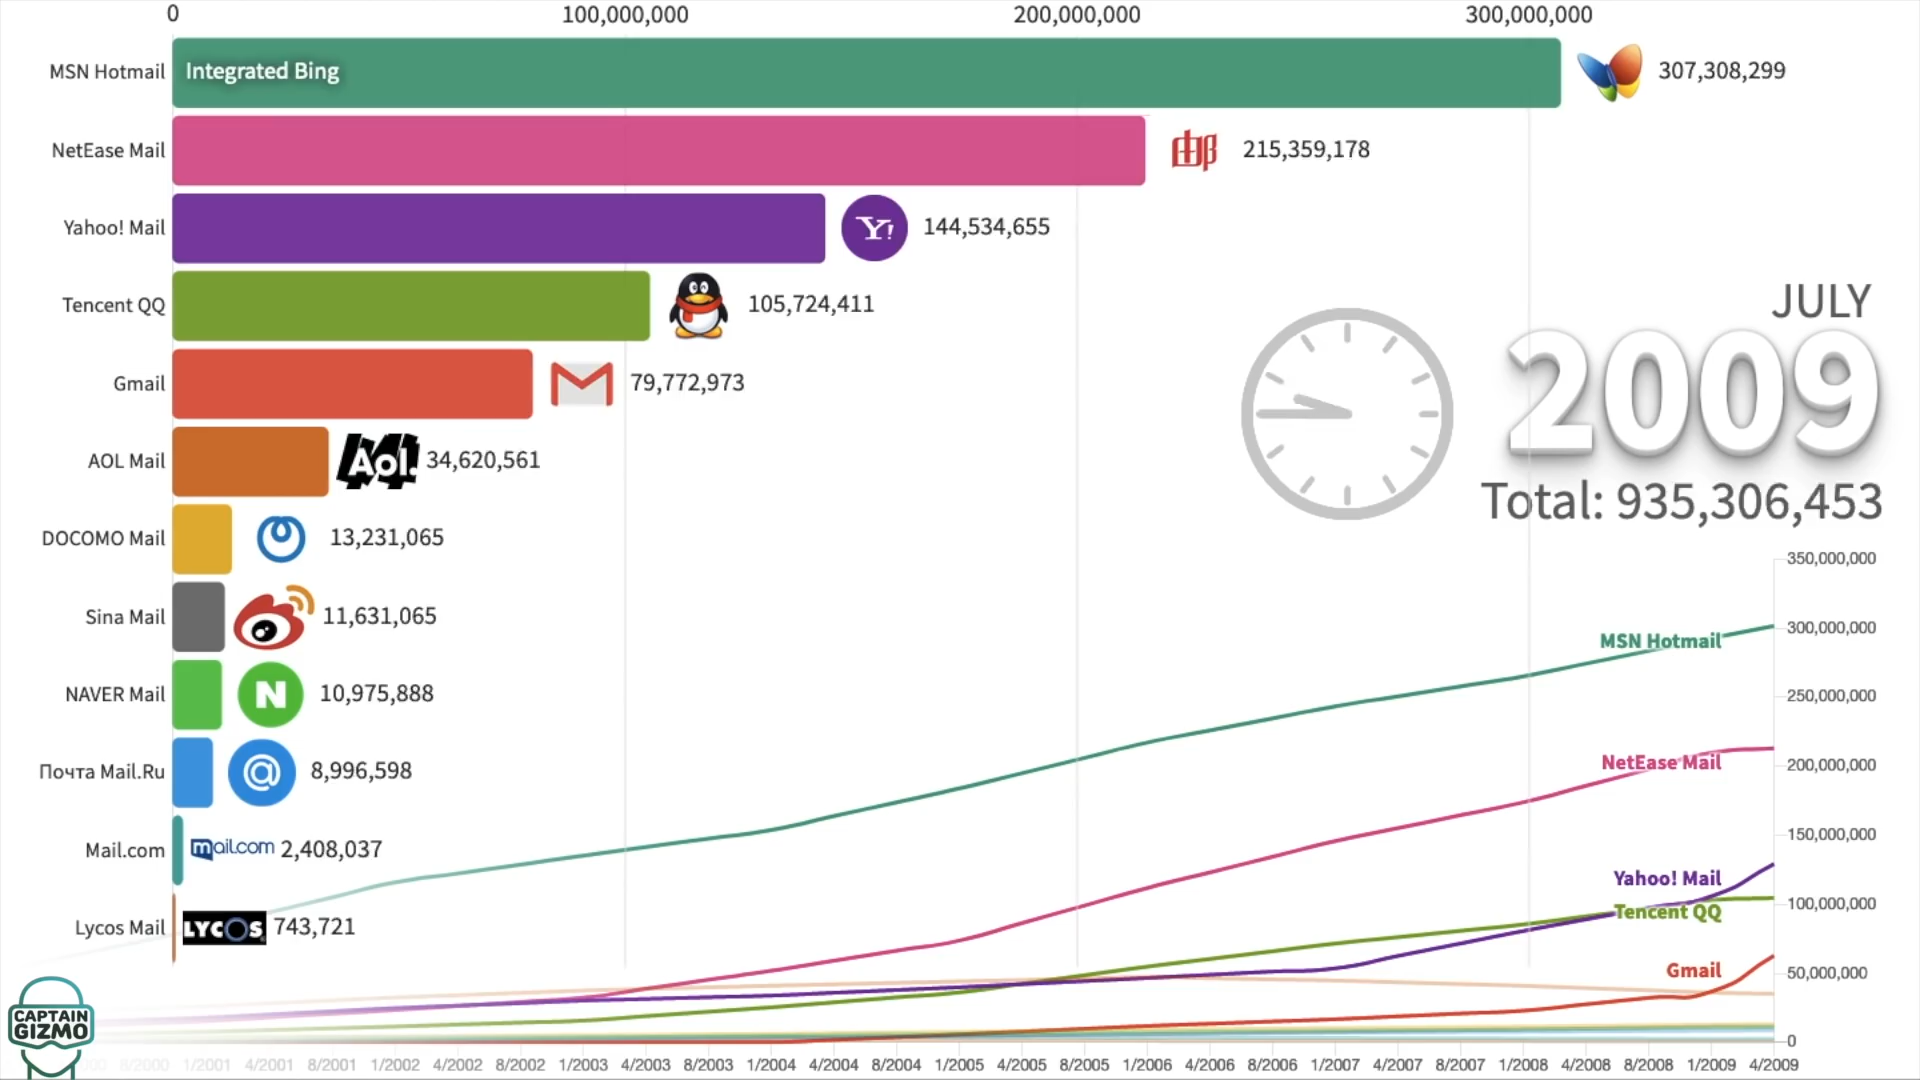 0 100,000,000 200,000,000 300,000,000
MSN Hotmail Integrated Bing 307,308,299
NetEase Mail 215,359,178
Yahoo! Mail Y! 144,534,655
Tencent QQ 105,724,411
Gmail 79,772,973
AOL Mail Aol. 34,620,561
DOCOMO Mail 13,231,065
Sina Mail 11,631,065
NAVER Mail N 10,975,888
Почта Mail.Ru @ 8,996,598
Mail.com mail.com 2,408,037
Lycos Mail LYCOS 743,721
JULY
2009
Total: 935,306,453
350,000,000
300,000,000
250,000,000
200,000,000
150,000,000
100,000,000
50,000,000
0
MSN Hotmail
NetEase Mail
Yahoo! Mail
Tencent QQ
Gmail
8/2000 1/2001 4/2001 8/2001 1/2002 4/2002 8/2002 1/2003 4/2003 8/2003 1/2004 4/2004 8/2004 1/2005 4/2005 8/2005 1/2006 4/2006 8/2006 1/2007 4/2007 8/2007 1/2008 4/2008 8/2008 1/2009 4/2009
CAPTAIN
GIZMO